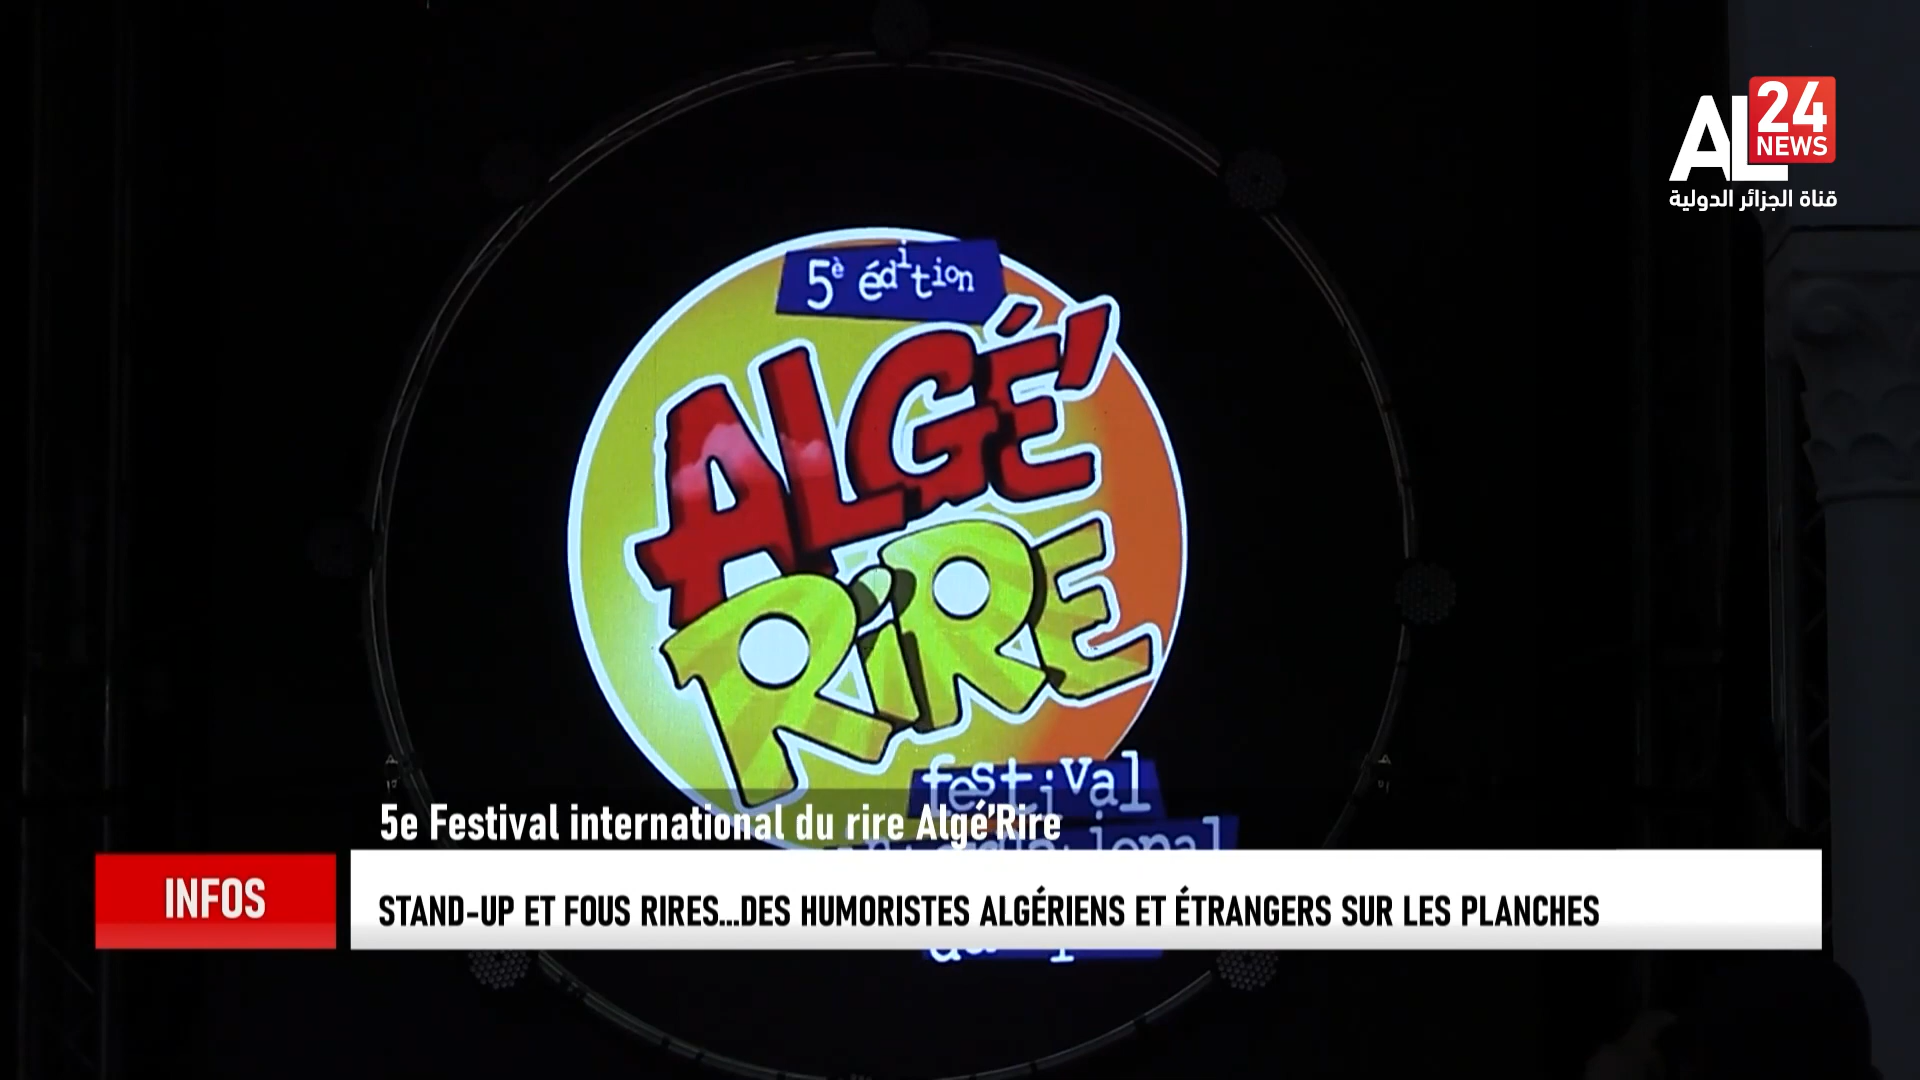 AL
24
NEWS
قناة الجزائر الدولية
5è édition
ALGÉ'
RiRE
festival
5e Festival international du rire Algé'Rire
INFOS
STAND-UP ET FOUS RIRES...DES HUMORISTES ALGÉRIENS ET ÉTRANGERS SUR LES PLANCHES